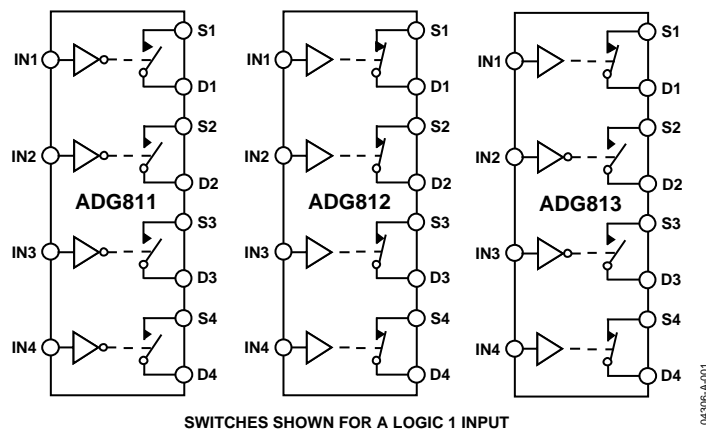 S1
IN1
D1
S2
IN2
D2
ADG811
S3
IN3
D3
S4
IN4
D4
S1
IN1
D1
S2
IN2
D2
ADG812
S3
IN3
D3
S4
IN4
D4
S1
IN1
D1
S2
IN2
D2
ADG813
S3
IN3
D3
S4
IN4
D4
SWITCHES SHOWN FOR A LOGIC 1 INPUT
04306-A-001